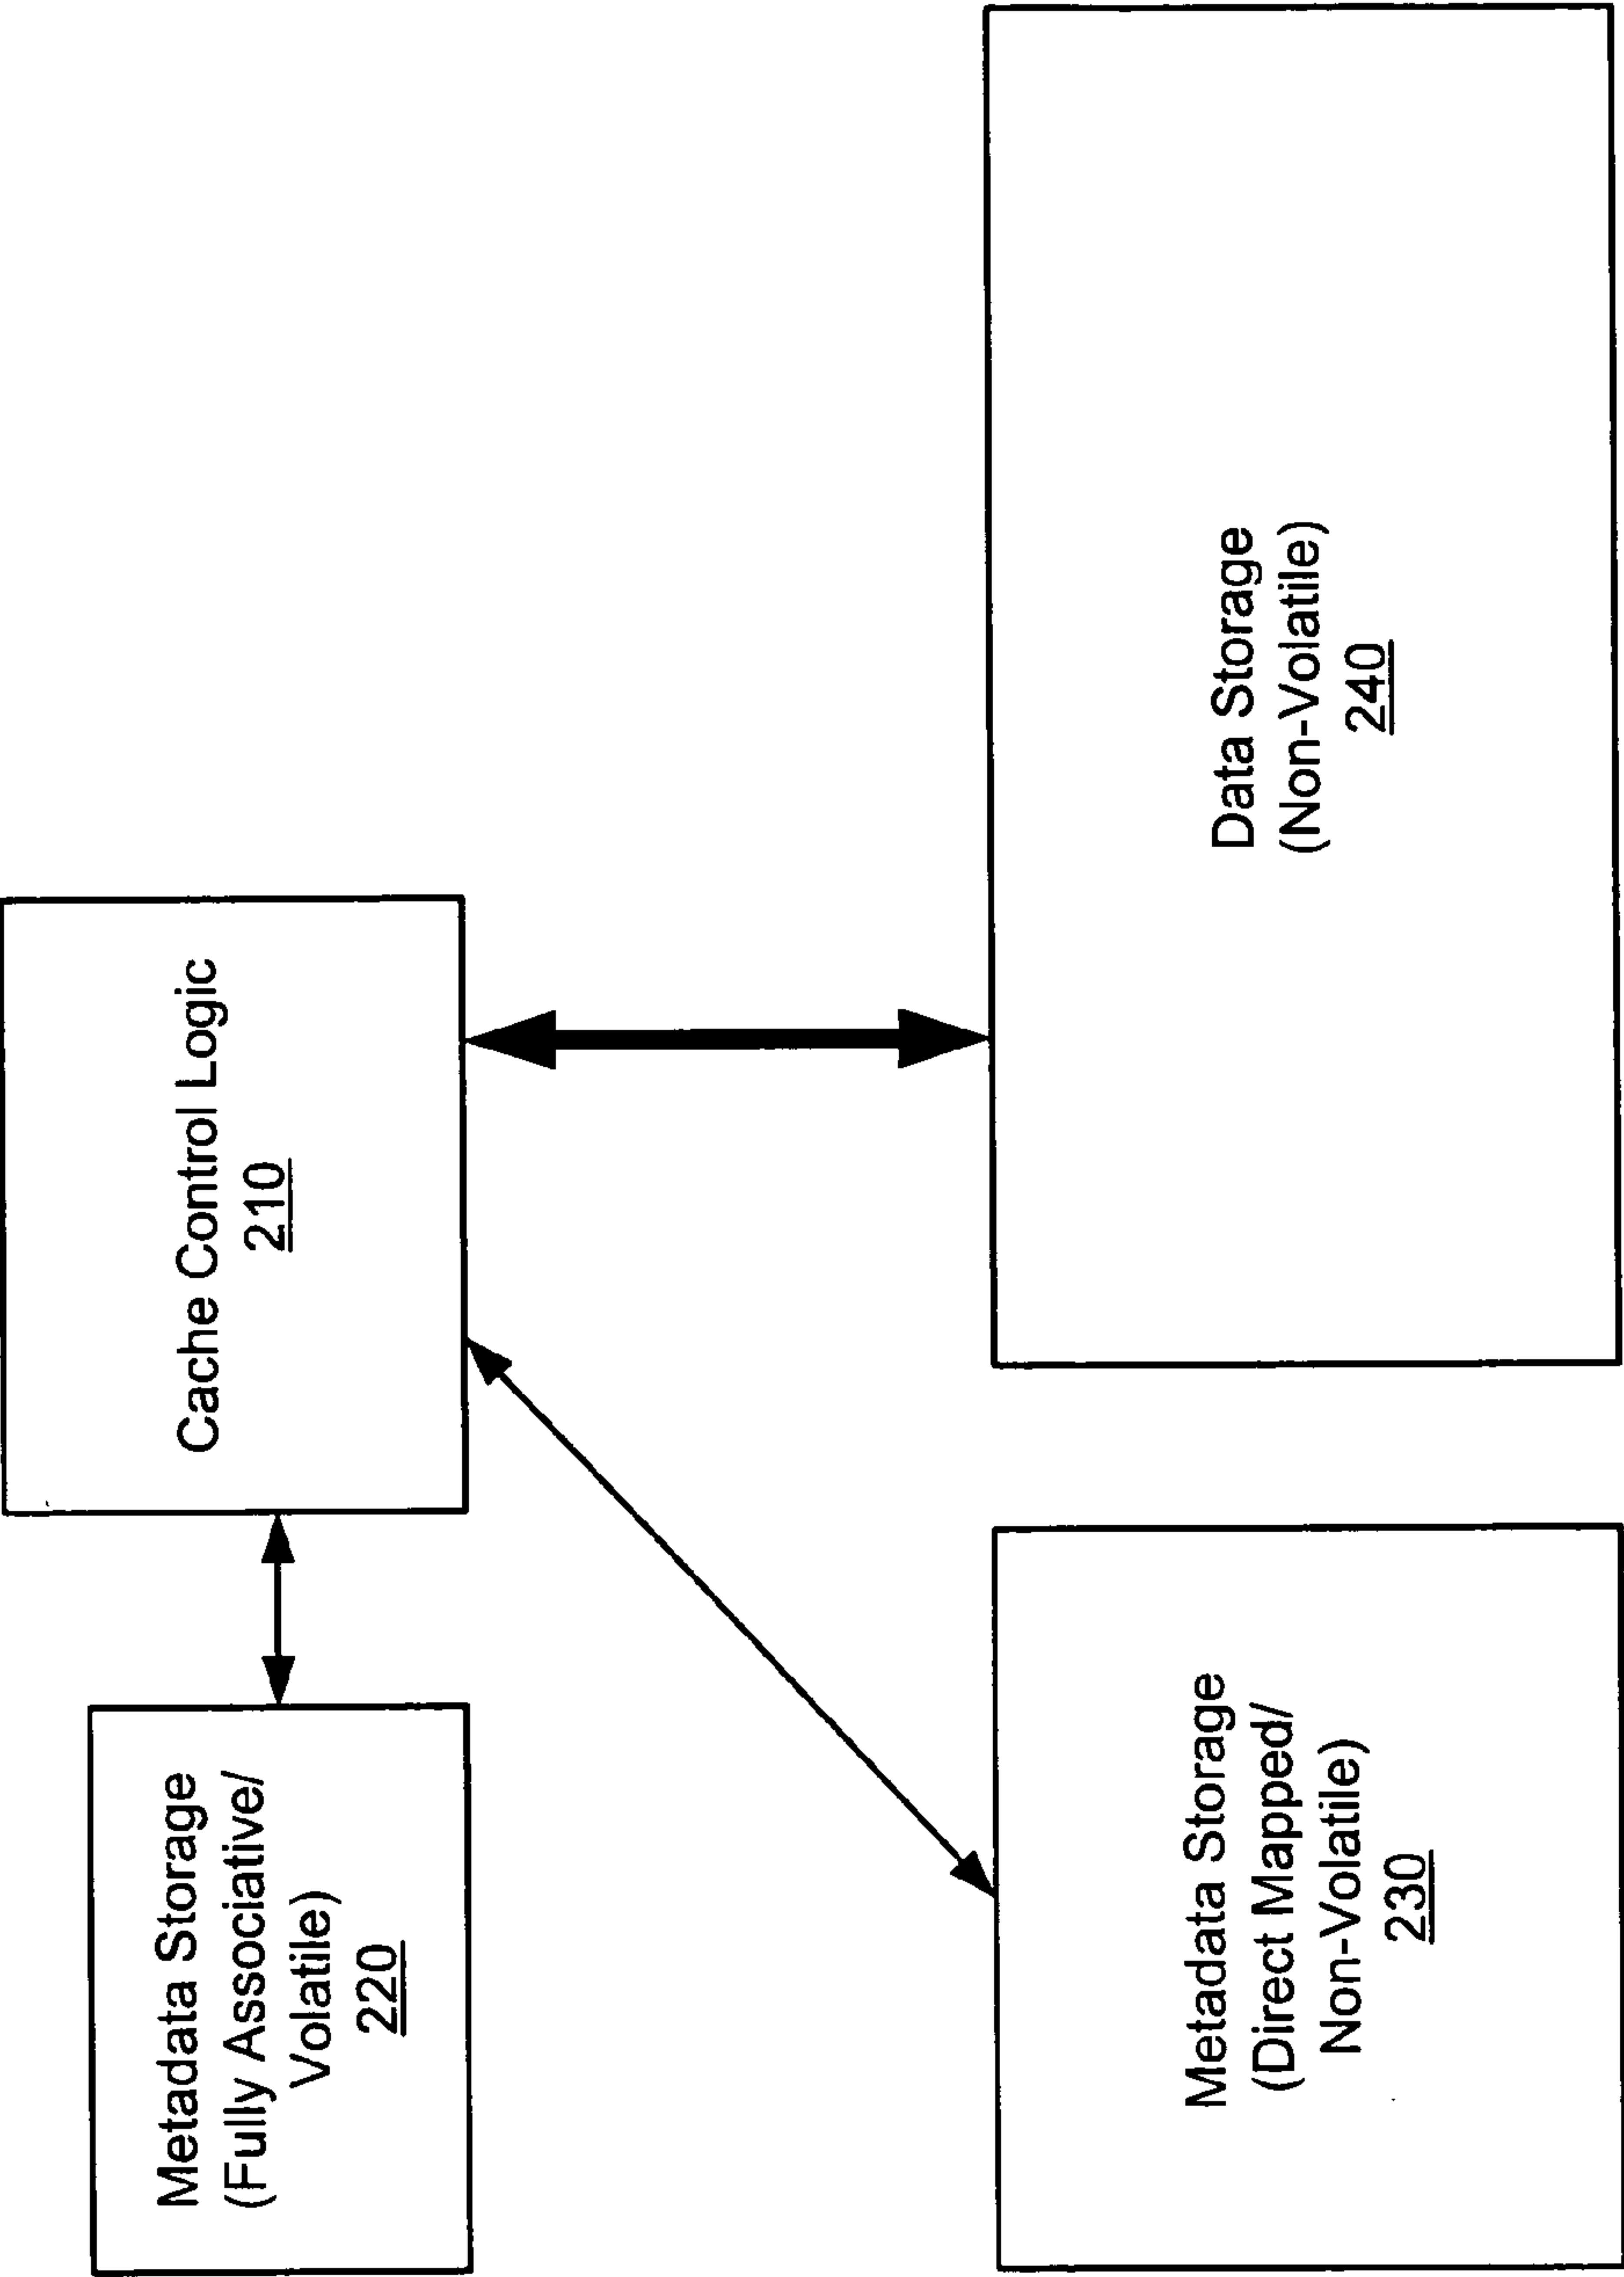 Metadata Storage
(Fully Associative/
Volatile)
220
Cache Control Logic
210
Metadata Storage
(Direct Mapped/
Non-Volatile)
230
Data Storage
(Non-Volatile)
240